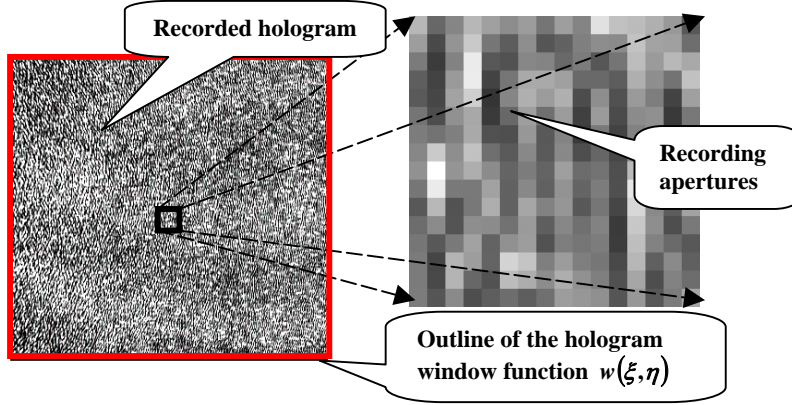 Recorded hologram
Recording
apertures
Outline of the hologram
window function w(ξ,η)